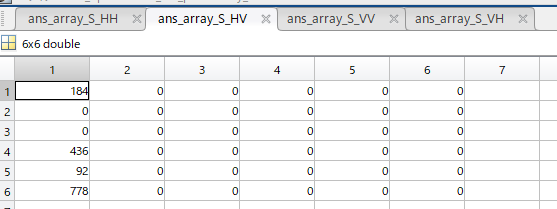 ans_array_S_HH ans_array_S_HV ans_array_S_VV ans_array_S_VH
6x6 double
1 2 3 4 5 6 7
1 184 0 0 0 0 0
2 0 0 0 0 0 0
3 0 0 0 0 0 0
4 436 0 0 0 0 0
5 92 0 0 0 0 0
6 778 0 0 0 0 0